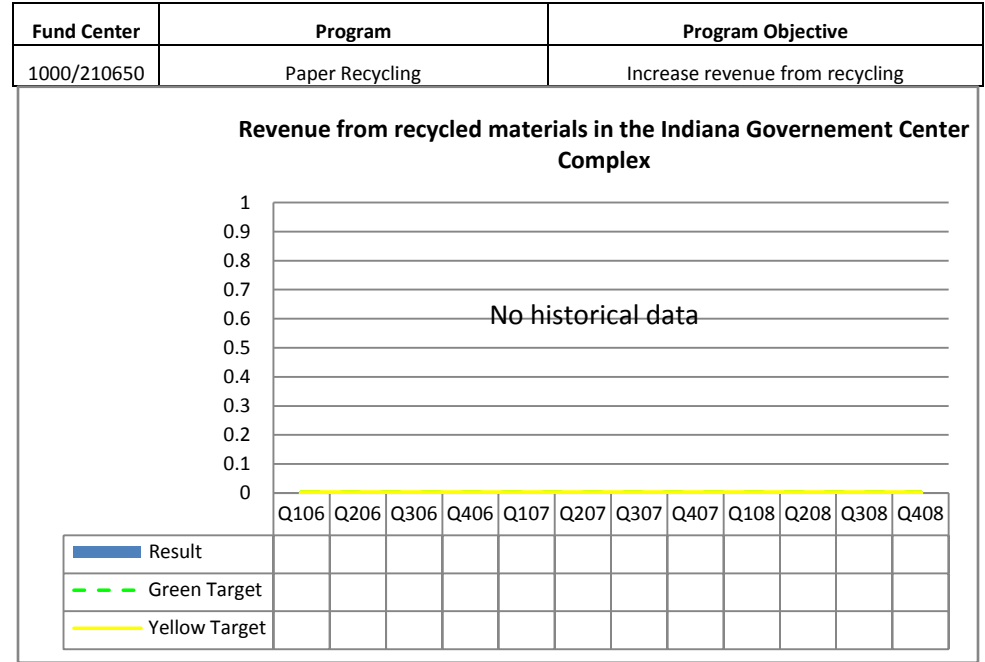 Fund Center Program Program Objective
1000/210650 Paper Recycling Increase revenue from recycling
Revenue from recycled materials in the Indiana Governement Center
Complex
1
0.9
0.8
0.7
0.6
No historical data
0.5
0.4
0.3
0.2
0.1
0
Q106 Q206 Q306 Q406 Q107 Q207 Q307 Q407 Q108 Q208 Q308 Q408
Result
Green Target
Yellow Target